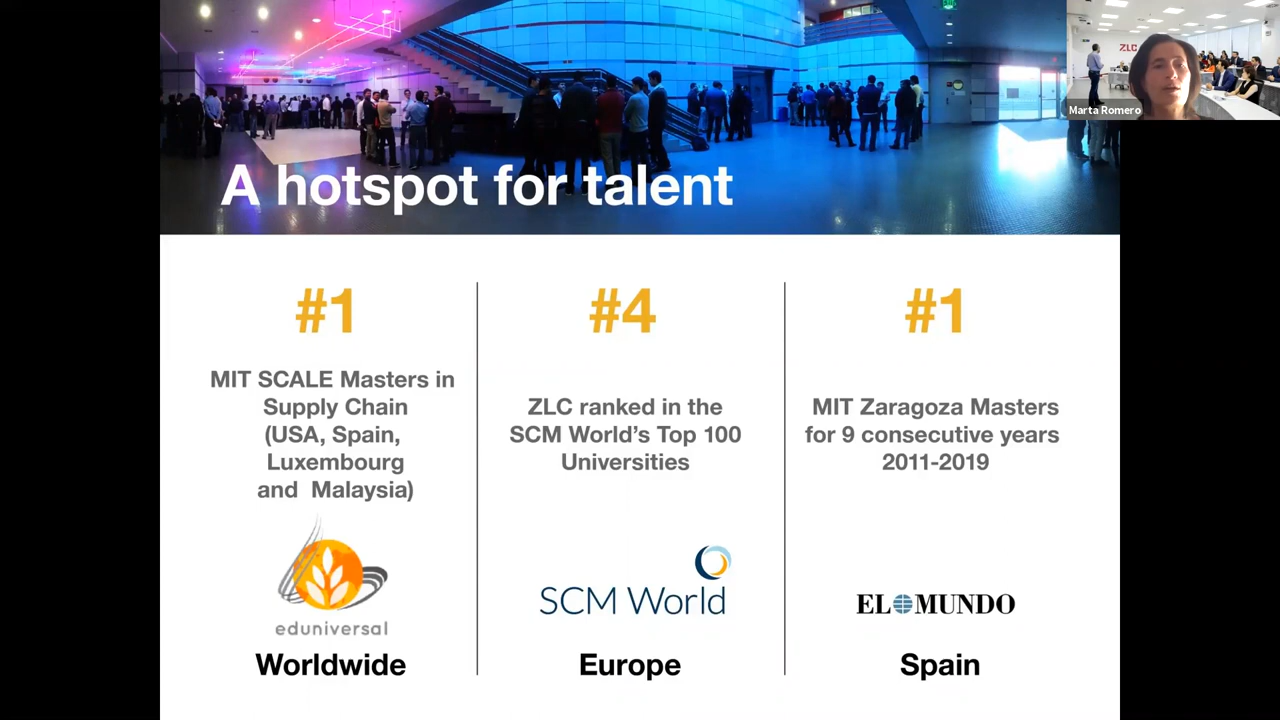 EXIT
ZLC
Marta Romero
A hotspot for talent
#1
MIT SCALE Masters in
Supply Chain
(USA, Spain,
Luxembourg
and Malaysia)
eduniversal
Worldwide
#4
ZLC ranked in the
SCM World's Top 100
Universities
SCM World
Europe
#1
MIT Zaragoza Masters
for 9 consecutive years
2011-2019
EL MUNDO
Spain